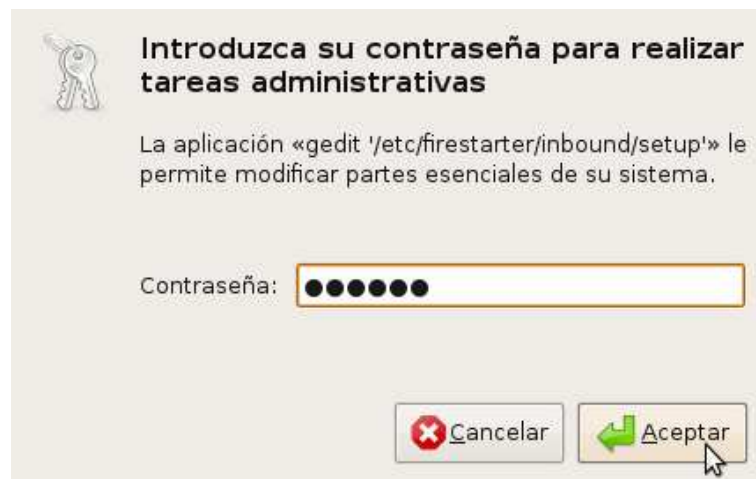 Introduzca su contraseña para realizar
tareas administrativas
La aplicación «gedit '/etc/firestarter/inbound/setup'» le
permite modificar partes esenciales de su sistema.
Contraseña: ●●●●●●
Cancelar Aceptar